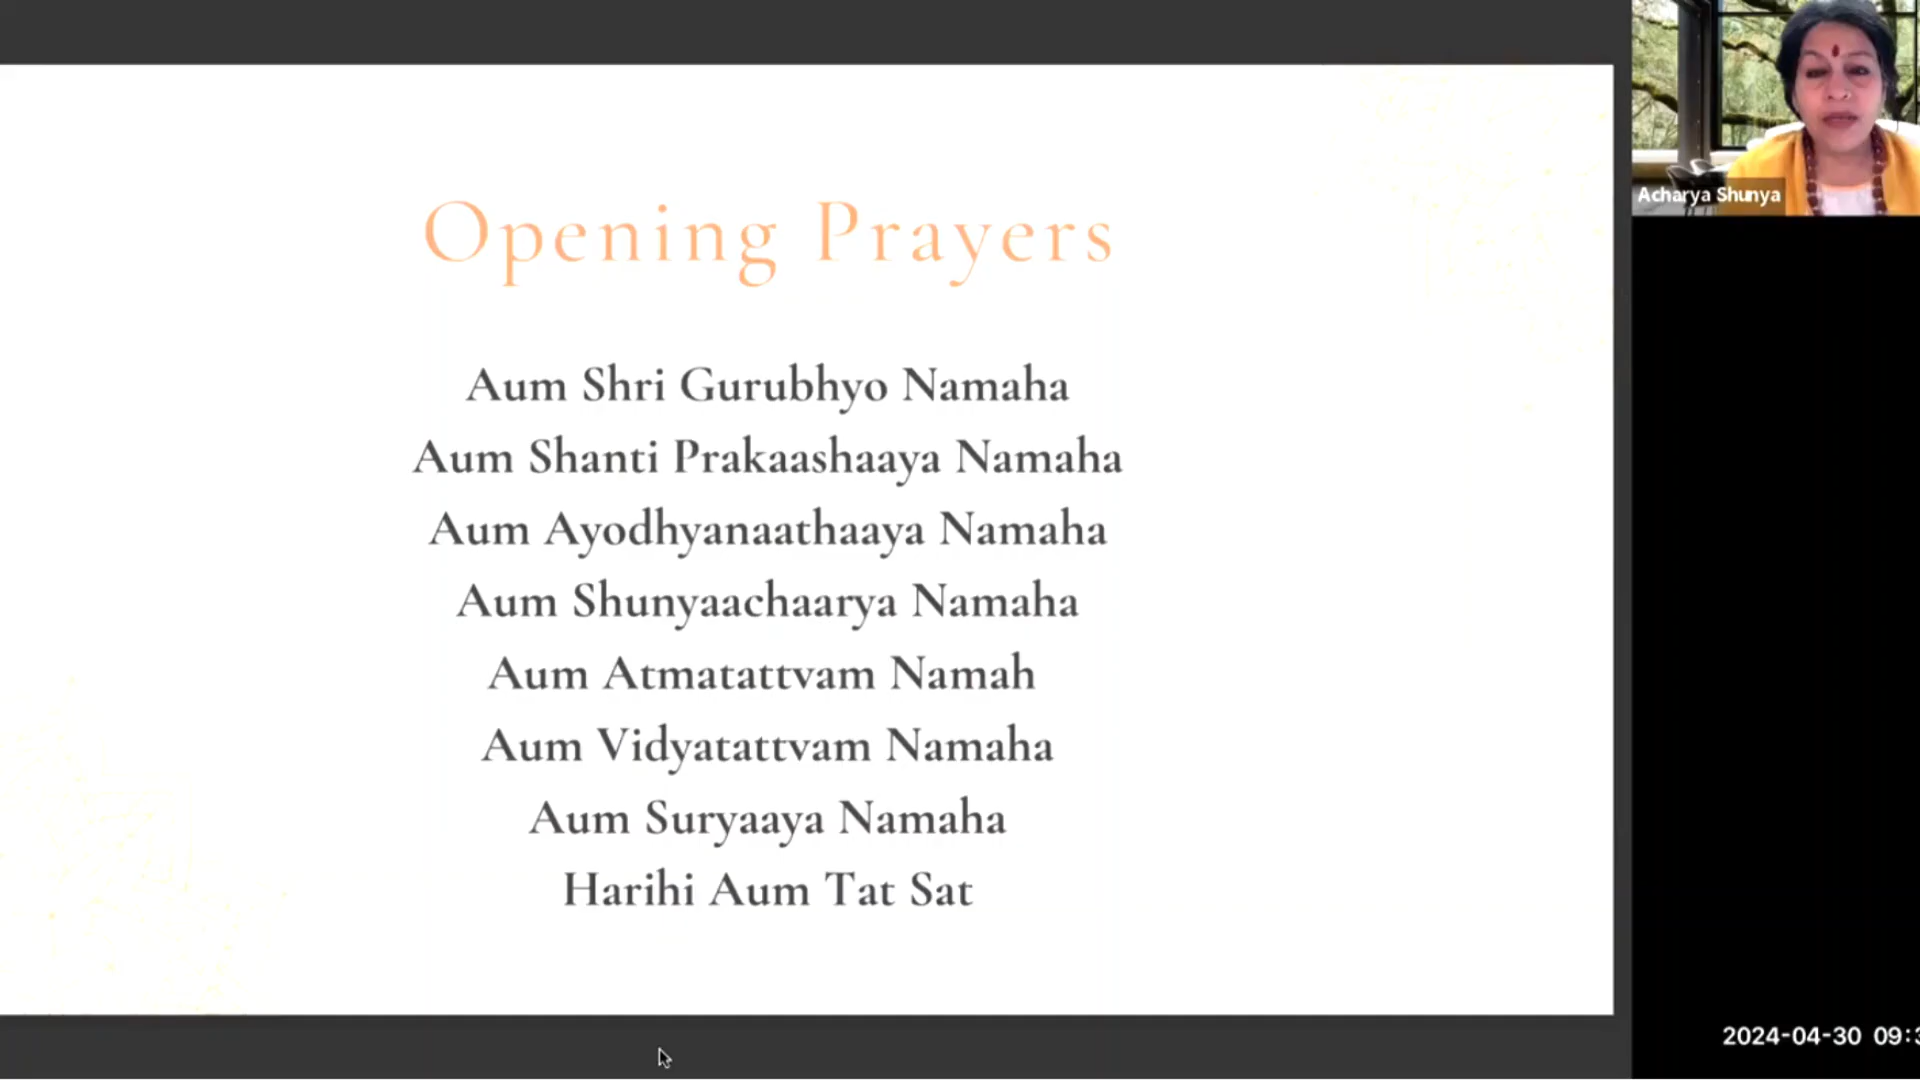 Opening Prayers
Aum Shri Gurubhyo Namaha
Aum Shanti Prakaashaaya Namaha
Aum Ayodhyanaathaaya Namaha
Aum Shunyaachaarya Namaha
Aum Atmatattvam Namah
Aum Vidyatattvam Namaha
Aum Suryaaya Namaha
Harihi Aum Tat Sat
Acharya Shunya
2024-04-30